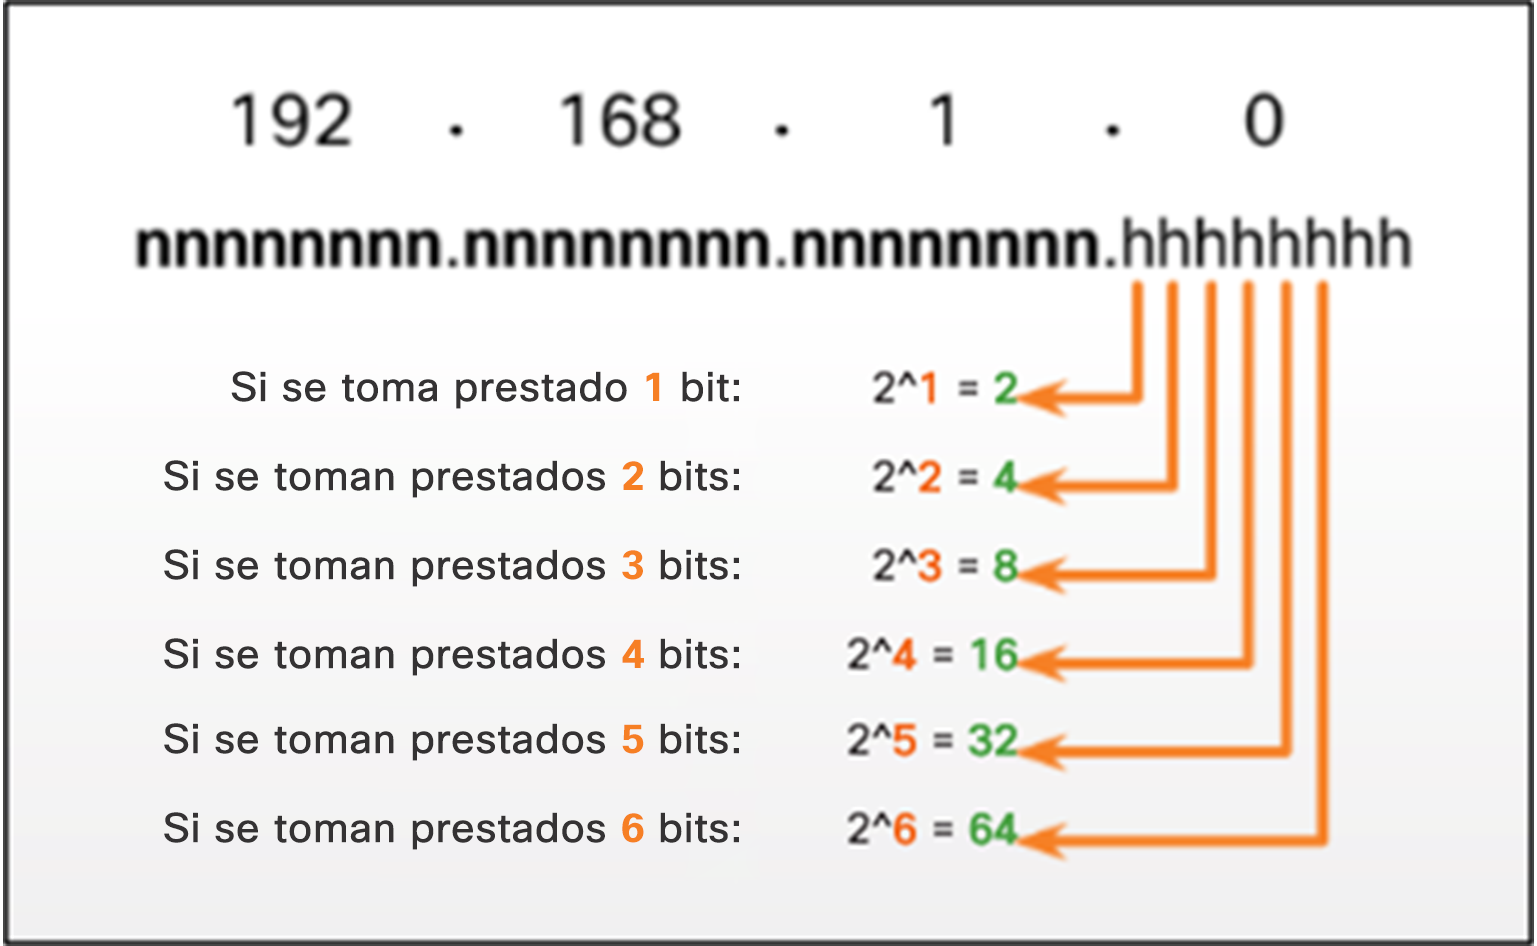 192 . 168 . 1 . 0
nnnnnnnn.nnnnnnnn.nnnnnnnn.hhhhhhhh
Si se toma prestado 1 bit: 2^1 = 2
Si se toman prestados 2 bits: 2^2 = 4
Si se toman prestados 3 bits: 2^3 = 8
Si se toman prestados 4 bits: 2^4 = 16
Si se toman prestados 5 bits: 2^5 = 32
Si se toman prestados 6 bits: 2^6 = 64